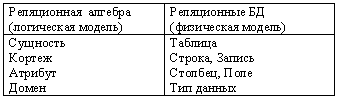 Реляционная алгебра Реляционные БД
(логическая модель) (физическая модель)
Сущность Таблица
Кортеж Строка, Запись
Атрибут Столбец, Поле
Домен Тип данных